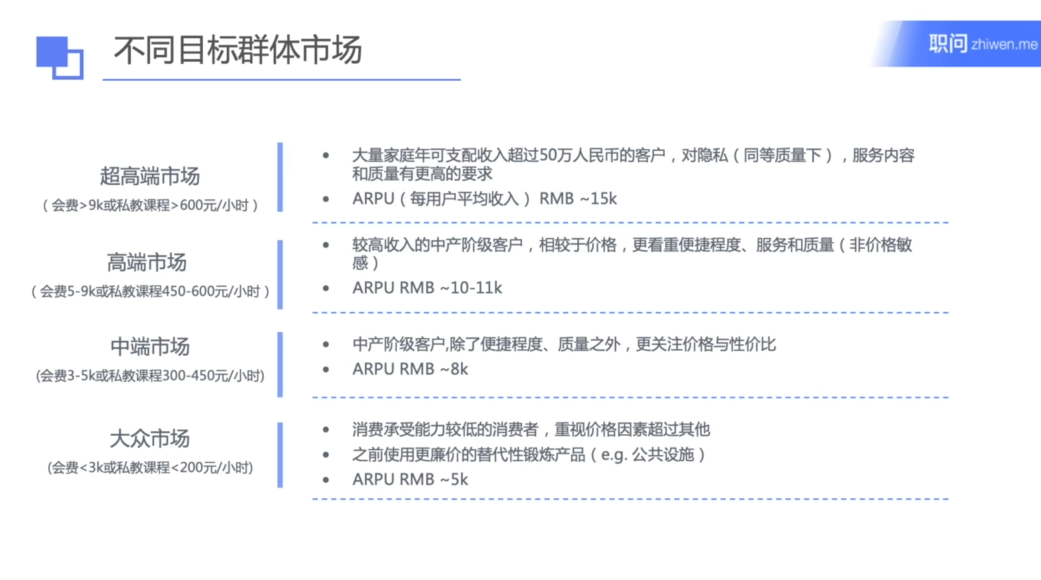 不同目标群体市场
职问 zhiwen.me
超高端市场
（会费>9k或私教课程>600元/小时）
• 大量家庭年可支配收入超过50万人民币的客户，对隐私（同等质量下），服务内容
和质量有更高的要求
• ARPU（每用户平均收入） RMB ~15k
高端市场
（会费5-9k或私教课程450-600元/小时）
• 较高收入的中产阶级客户，相较于价格，更看重便捷程度、服务和质量（非价格敏
感）
• ARPU RMB ~10-11k
中端市场
(会费3-5k或私教课程300-450元/小时)
• 中产阶级客户,除了便捷程度、质量之外，更关注价格与性价比
• ARPU RMB ~8k
大众市场
(会费<3k或私教课程<200元/小时)
• 消费承受能力较低的消费者，重视价格因素超过其他
• 之前使用更廉价的替代性锻炼产品（e.g. 公共设施）
• ARPU RMB ~5k